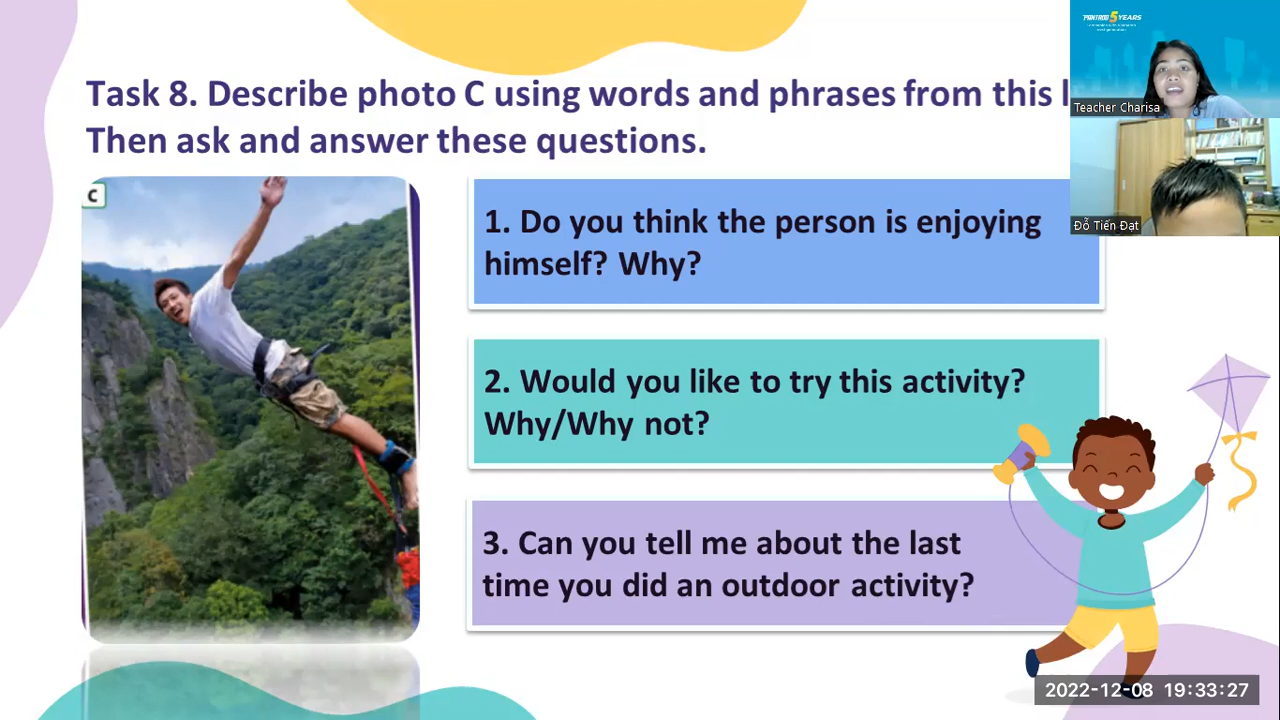 PANTADO 5 YEARS
Task 8. Describe photo C using words and phrases from this
Then ask and answer these questions.
C
1. Do you think the person is enjoying
himself? Why?
2. Would you like to try this activity?
Why/Why not?
3. Can you tell me about the last
time you did an outdoor activity?
Teacher Charisa
Đỗ Tiến Đạt
2022-12-08 19:33:27